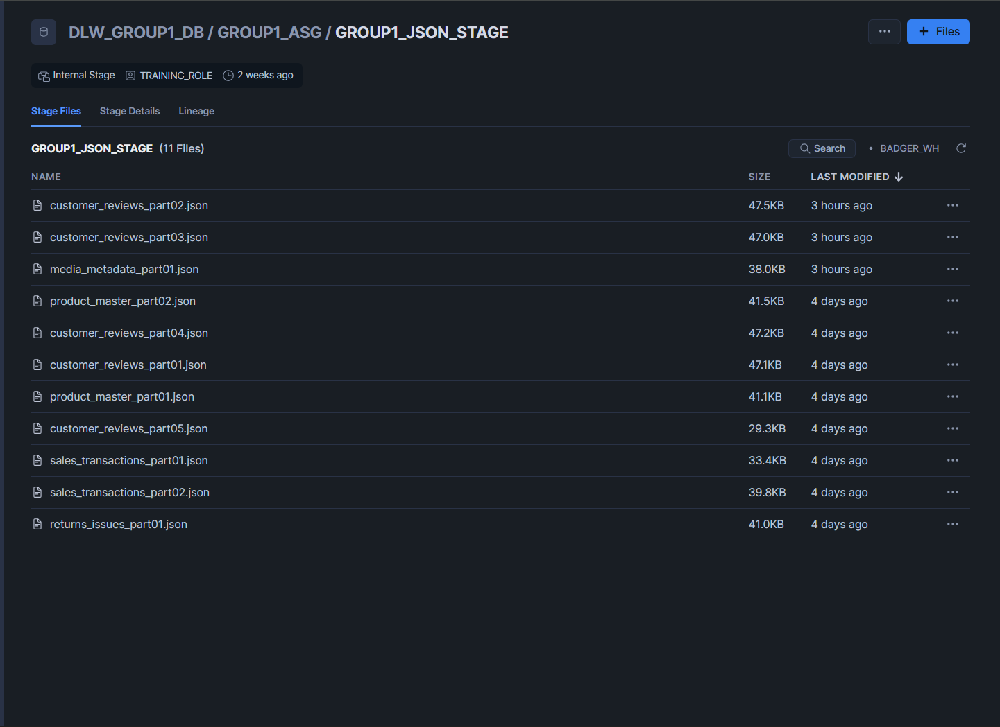 DLW_GROUP1_DB / GROUP1_ASG / GROUP1_JSON_STAGE
... + Files
Internal Stage TRAINING_ROLE 2 weeks ago
Stage Files Stage Details Lineage
GROUP1_JSON_STAGE (11 Files) Search • BADGER_WH
NAME SIZE LAST MODIFIED ↓
customer_reviews_part02.json 47.5KB 3 hours ago ...
customer_reviews_part03.json 47.0KB 3 hours ago ...
media_metadata_part01.json 38.0KB 3 hours ago ...
product_master_part02.json 41.5KB 4 days ago ...
customer_reviews_part04.json 47.2KB 4 days ago ...
customer_reviews_part01.json 47.1KB 4 days ago ...
product_master_part01.json 41.1KB 4 days ago ...
customer_reviews_part05.json 29.3KB 4 days ago ...
sales_transactions_part01.json 33.4KB 4 days ago ...
sales_transactions_part02.json 39.8KB 4 days ago ...
returns_issues_part01.json 41.0KB 4 days ago ...